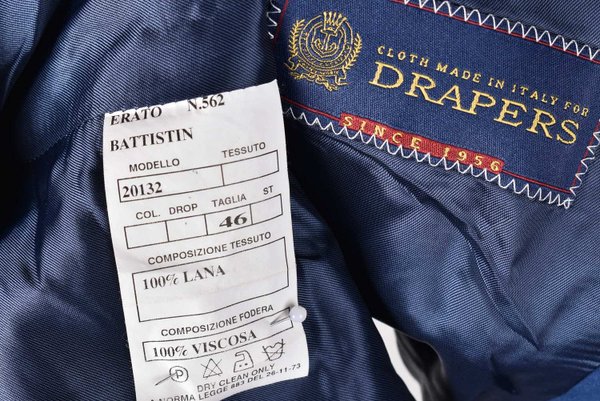 CLOTH MADE IN ITALY FOR
DRAPERS
SINCE 1956
ERATO N.562
BATTISTIN
MODELLO TESSUTO
20132
COL. DROP TAGLIA ST
46
COMPOSIZIONE TESSUTO
100% LANA
COMPOSIZIONE FODERA
100% VISCOSA
P
DRY CLEAN ONLY
A NORMA LEGGE 883 DEL 26-11-73